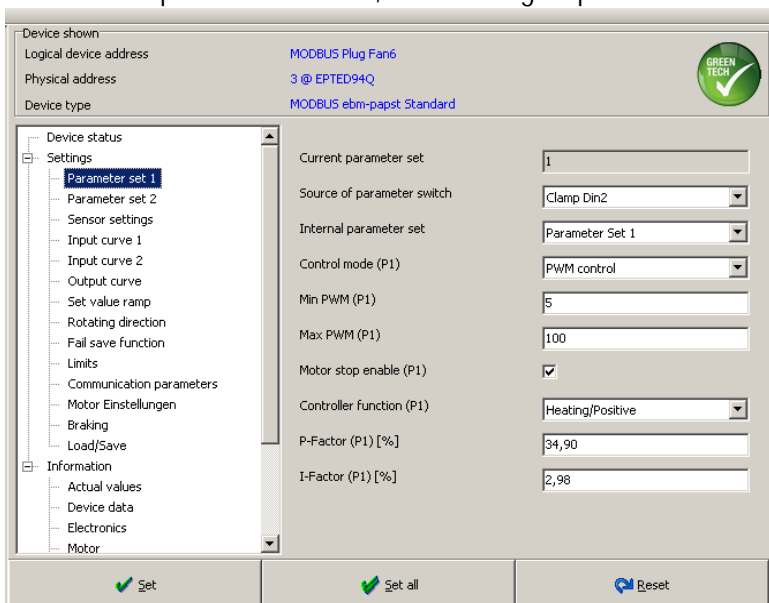 Device shown
Logical device address MODBUS Plug Fan6
Physical address 3 @ EPTED94Q
Device type MODBUS ebm-papst Standard
GREEN
TECH
Device status
Settings
Parameter set 1
Parameter set 2
Sensor settings
Input curve 1
Input curve 2
Output curve
Set value ramp
Rotating direction
Fail save function
Limits
Communication parameters
Motor Einstellungen
Braking
Load/Save
Information
Actual values
Device data
Electronics
Motor
Current parameter set 1
Source of parameter switch Clamp Din2
Internal parameter set Parameter Set 1
Control mode (P1) PWM control
Min PWM (P1) 5
Max PWM (P1) 100
Motor stop enable (P1)
Controller function (P1) Heating/Positive
P-Factor (P1) [%] 34,90
I-Factor (P1) [%] 2,98
Set Set all Reset